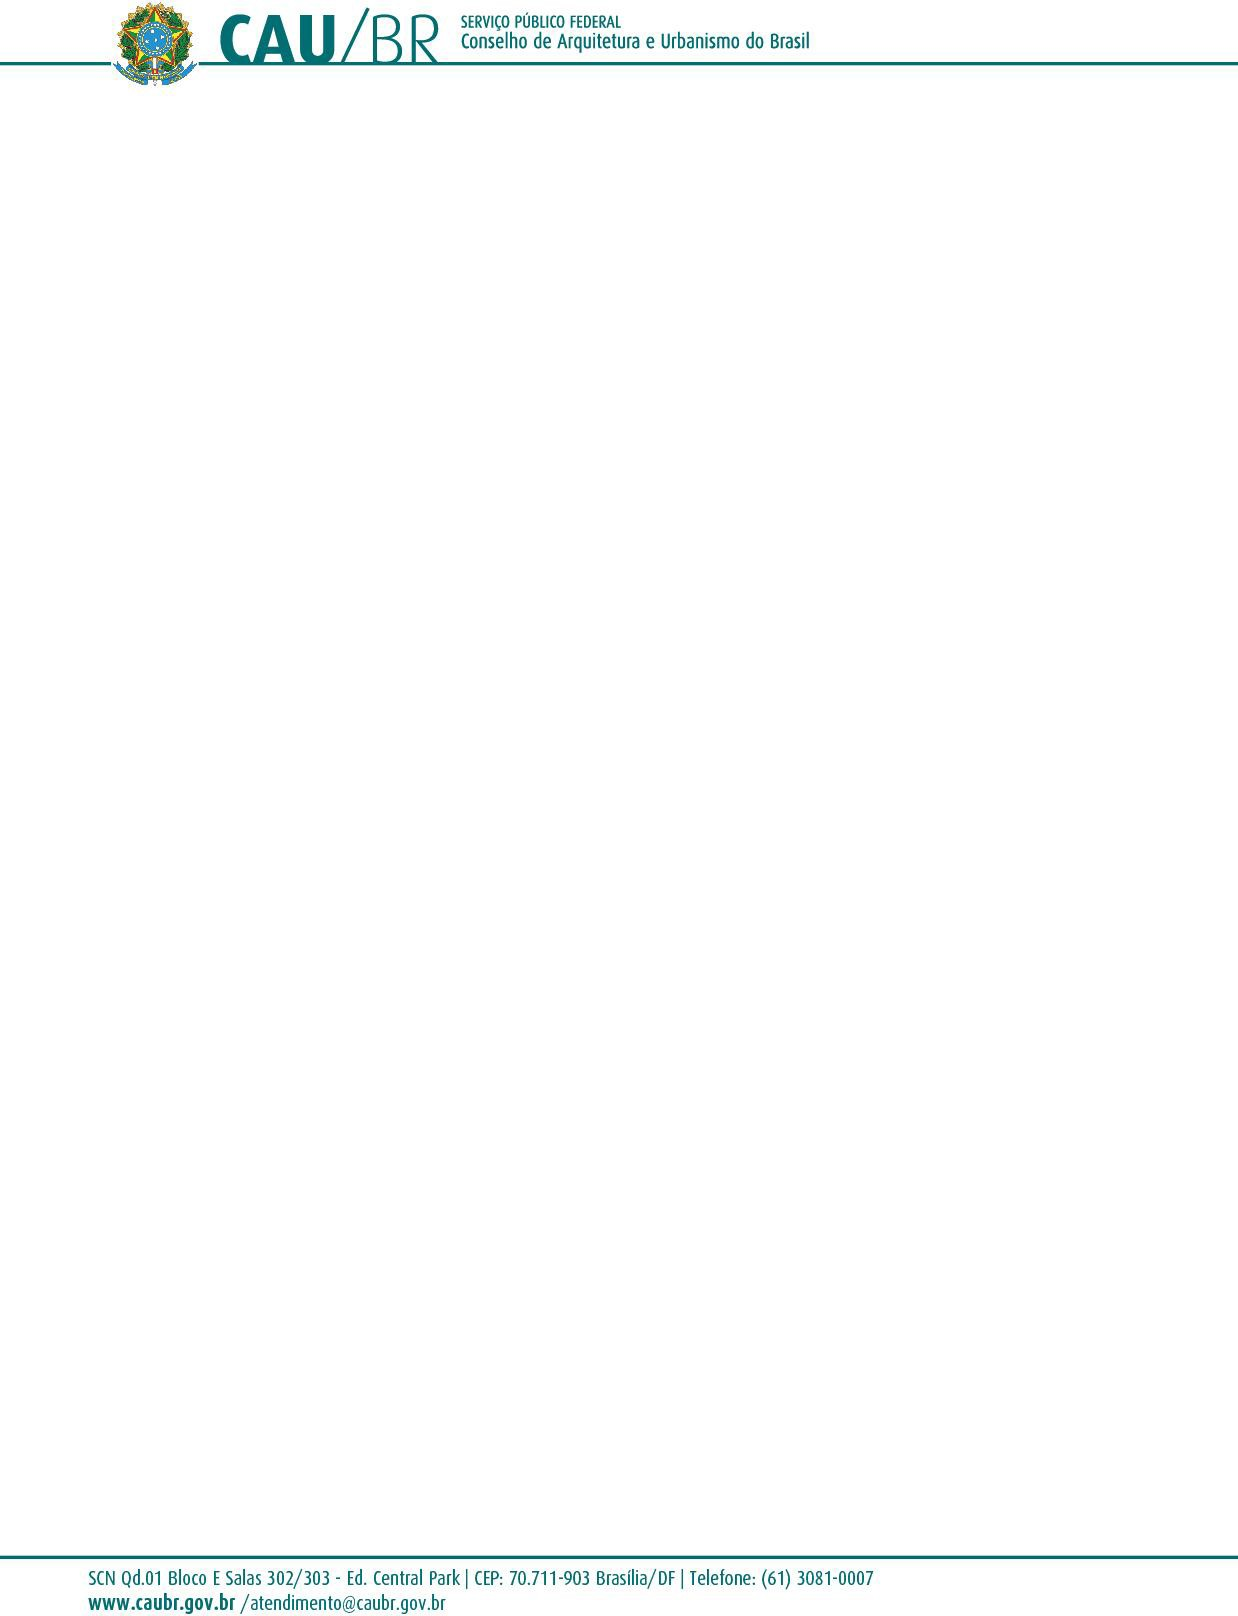 CAU/BR
SERVIÇO PÚBLICO FEDERAL
Conselho de Arquitetura e Urbanismo do Brasil
SCN Qd.01 Bloco E Salas 302/303 - Ed. Central Park | CEP: 70.711-903 Brasília/DF | Telefone: (61) 3081-0007
www.caubr.gov.br /atendimento@caubr.gov.br